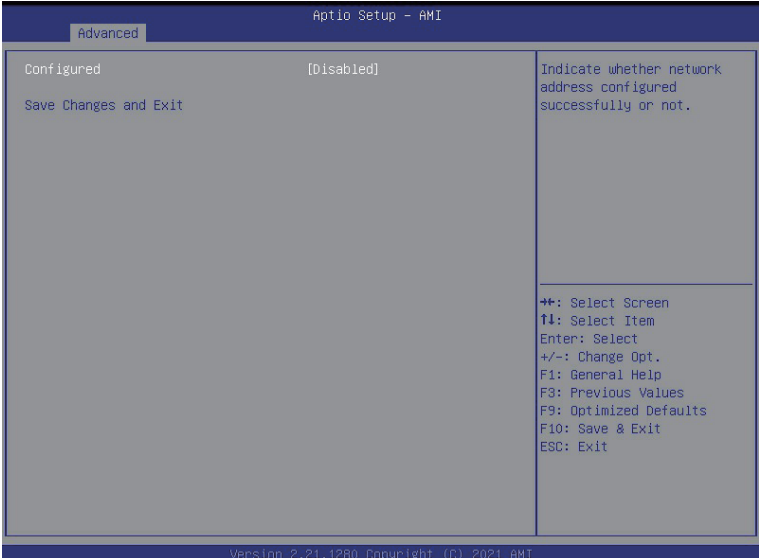 Aptio Setup - AMI
Advanced
Configured [Disabled]
Save Changes and Exit
Indicate whether network
address configured
successfully or not.
→←: Select Screen
↑↓: Select Item
Enter: Select
+/-: Change Opt.
F1: General Help
F3: Previous Values
F9: Optimized Defaults
F10: Save & Exit
ESC: Exit
Version 2.21.1280 Copyright (C) 2021 AMI